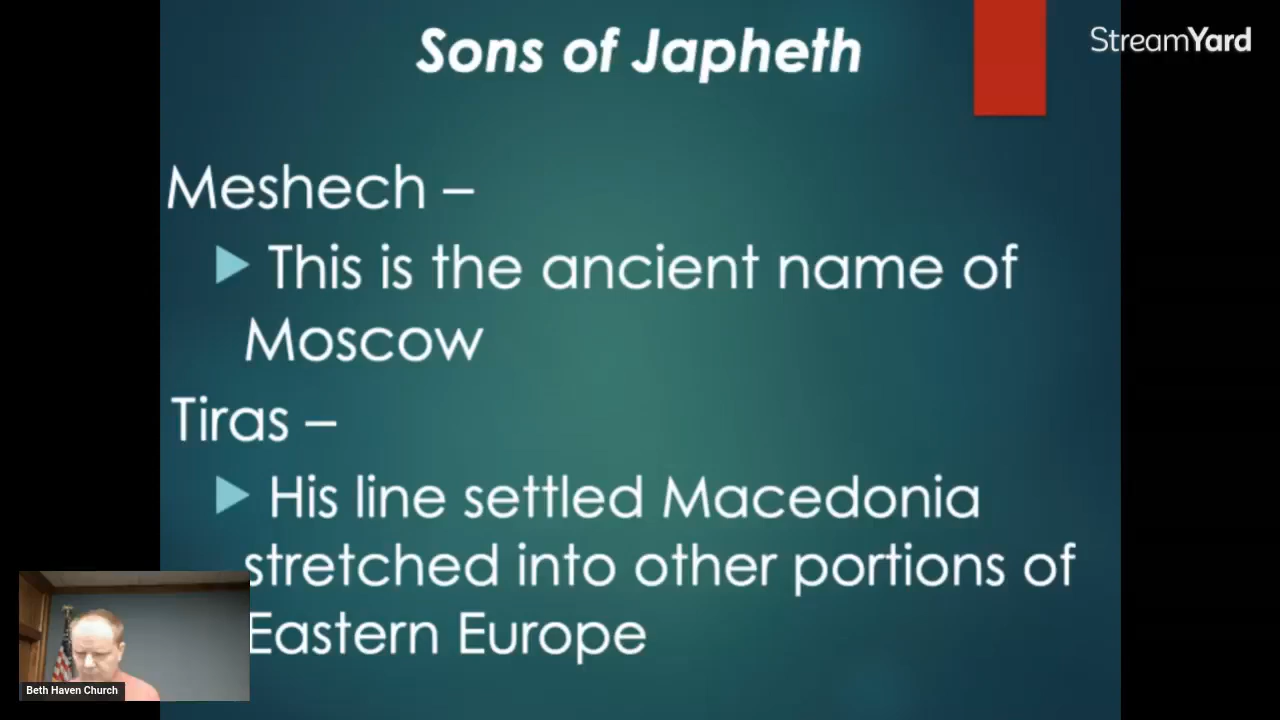 Sons of Japheth
StreamYard
Meshech –
This is the ancient name of
Moscow
Tiras –
His line settled Macedonia
stretched into other portions of
Eastern Europe
Beth Haven Church